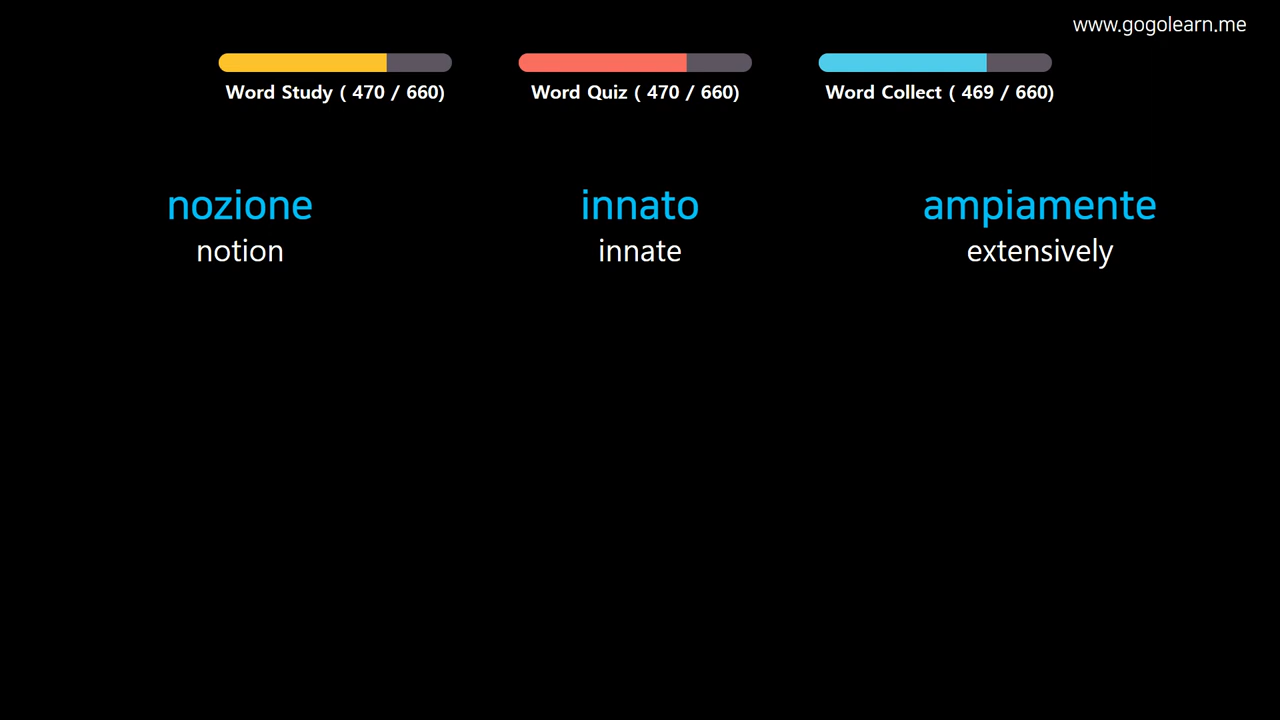 www.gogolearn.me
Word Study ( 470 / 660)
Word Quiz ( 470 / 660)
Word Collect ( 469 / 660)
nozione
notion
innato
innate
ampiamente
extensively